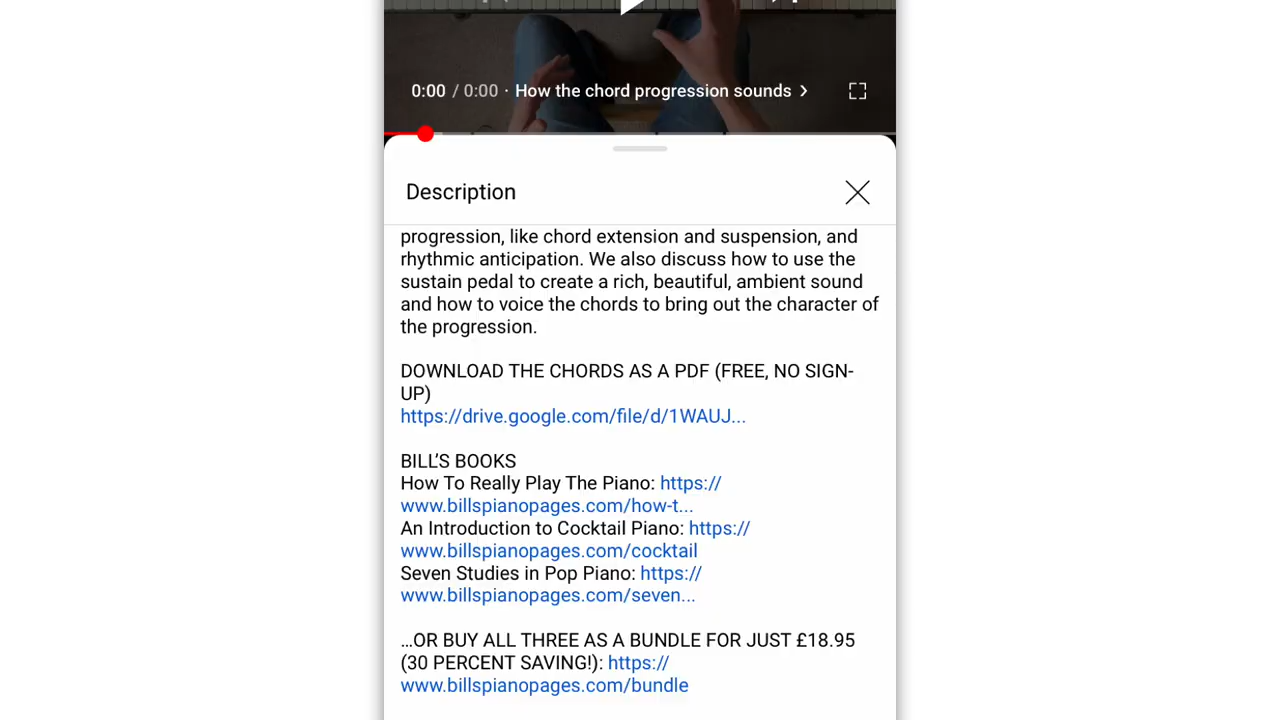 0:00 / 0:00 · How the chord progression sounds ›
Description
progression, like chord extension and suspension, and
rhythmic anticipation. We also discuss how to use the
sustain pedal to create a rich, beautiful, ambient sound
and how to voice the chords to bring out the character of
the progression.
DOWNLOAD THE CHORDS AS A PDF (FREE, NO SIGN-
UP)
https://drive.google.com/file/d/1WAUJ...
BILL’S BOOKS
How To Really Play The Piano: https://
www.billspianopages.com/how-t...
An Introduction to Cocktail Piano: https://
www.billspianopages.com/cocktail
Seven Studies in Pop Piano: https://
www.billspianopages.com/seven...
…OR BUY ALL THREE AS A BUNDLE FOR JUST £18.95
(30 PERCENT SAVING!): https://
www.billspianopages.com/bundle